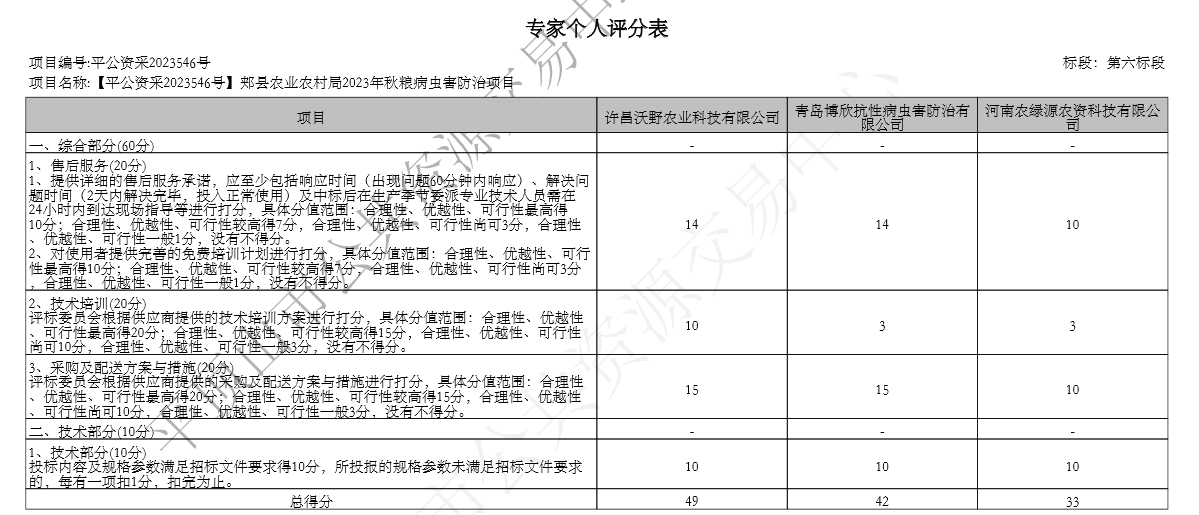 专家个人评分表
项目编号:平公资采2023546号
标段：第六标段
项目名称:【平公资采2023546号】郏县农业农村局2023年秋粮病虫害防治项目
项目
许昌沃野农业科技有限公司
青岛博欣抗性病虫害防治有
限公司
河南农绿源农资科技有限公
司
一、综合部分(60分)
-
-
-
1、售后服务(20分)
1、提供详细的售后服务承诺，应至少包括响应时间（出现问题60分钟内响应）、解决问
题时间（2天内解决完毕，投入正常使用）及中标后在生产季节委派专业技术人员需在
24小时内到达现场指导等进行打分，具体分值范围：合理性、优越性、可行性最高得
10分；合理性、优越性、可行性较高得7分，合理性、优越性、可行性尚可3分，合理性
、优越性、可行性一般1分，没有不得分。
2、对使用者提供完善的免费培训计划进行打分，具体分值范围：合理性、优越性、可行
性最高得10分；合理性、优越性、可行性较高得7分，合理性、优越性、可行性尚可3分
，合理性、优越性、可行性一般1分，没有不得分。
14
14
10
2、技术培训(20分)
评标委员会根据供应商提供的技术培训方案进行打分，具体分值范围：合理性、优越性
、可行性最高得20分；合理性、优越性、可行性较高得15分，合理性、优越性、可行性
尚可10分，合理性、优越性、可行性一般3分，没有不得分。
10
3
3
3、采购及配送方案与措施(20分)
评标委员会根据供应商提供的采购及配送方案与措施进行打分，具体分值范围：合理性
、优越性、可行性最高得20分；合理性、优越性、可行性较高得15分，合理性、优越性
、可行性尚可10分，合理性、优越性、可行性一般3分，没有不得分。
15
15
10
二、技术部分(10分)
-
-
-
1、技术部分(10分)
投标内容及规格参数满足招标文件要求得10分，所投报的规格参数未满足招标文件要求
的，每有一项扣1分，扣完为止。
10
10
10
总得分
49
42
33
平顶山市公共资源交易中
市公共资源交易中心